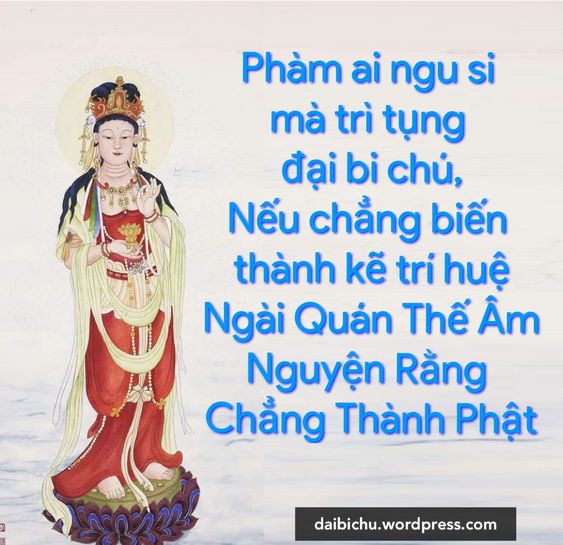 Phàm ai ngu si
mà trì tụng
đại bi chú,
Nếu chẳng biến
thành kẽ trí huệ
Ngài Quán Thế Âm
Nguyện Rằng
Chẳng Thành Phật
daibichu.wordpress.com